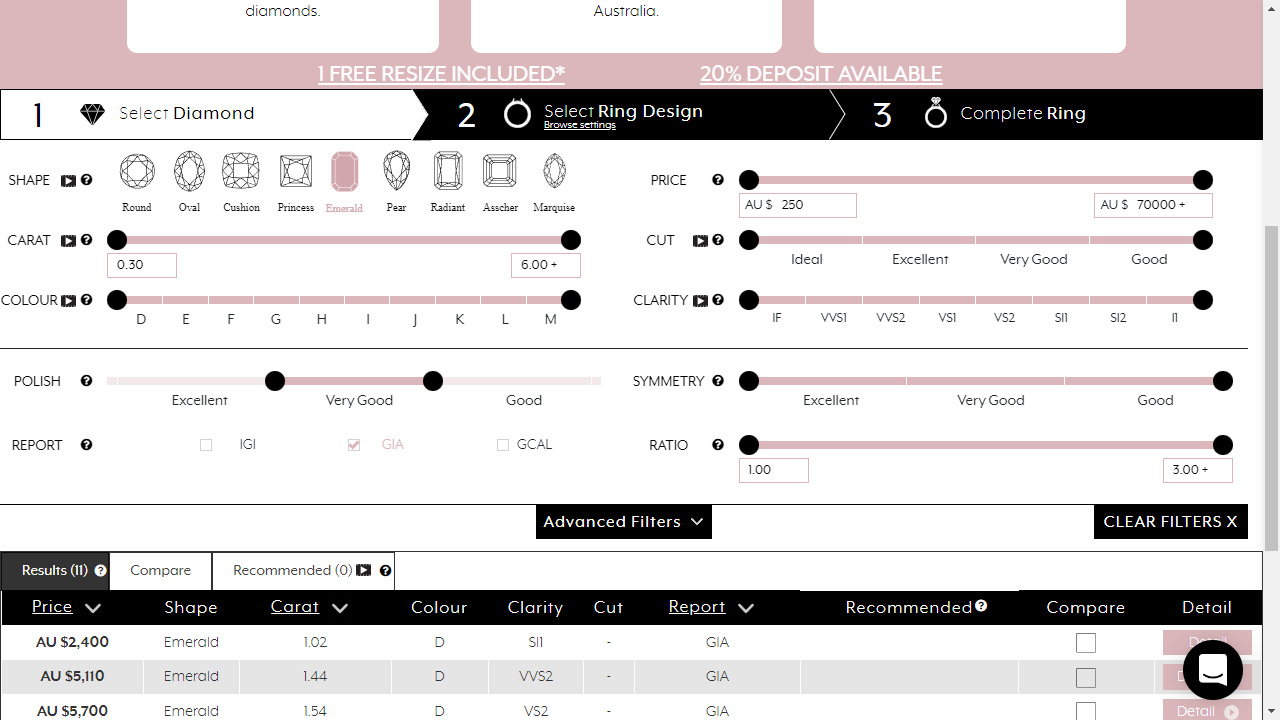 diamonds.
Australia.
1 FREE RESIZE INCLUDED*
20% DEPOSIT AVAILABLE
1 Select Diamond
2 Select Ring Design
Browse settings
3 Complete Ring
SHAPE
Round Oval Cushion Princess Emerald Pear Radiant Asscher Marquise
PRICE
AU $ 250
AU $ 70000 +
CARAT
0.30
6.00 +
CUT
Ideal Excellent Very Good Good
COLOUR
D E F G H I J K L M
CLARITY
IF VVS1 VVS2 VS1 VS2 SI1 SI2 I1
POLISH
Excellent Very Good Good
SYMMETRY
Excellent Very Good Good
REPORT
IGI GIA GCAL
RATIO
1.00
3.00 +
Advanced Filters
CLEAR FILTERS X
Results (11) Compare Recommended (0)
Price Shape Carat Colour Clarity Cut Report Recommended Compare Detail
AU $2,400 Emerald 1.02 D SI1 - GIA Detail
AU $5,110 Emerald 1.44 D VVS2 - GIA
AU $5,700 Emerald 1.54 D VS2 - GIA Detail